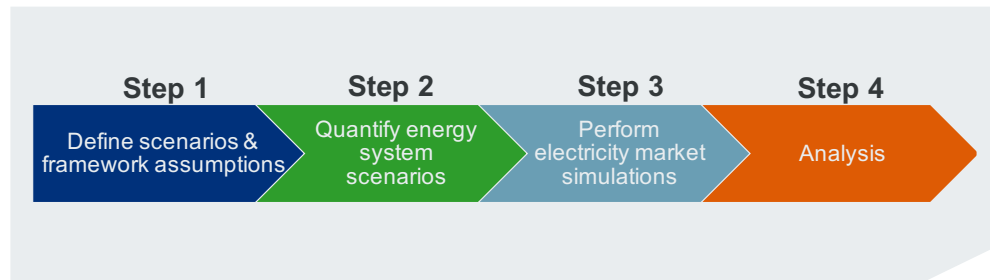 Step 1
Step 2
Step 3
Step 4
Define scenarios &
framework assumptions
Quantify energy
system
scenarios
Perform
electricity market
simulations
Analysis